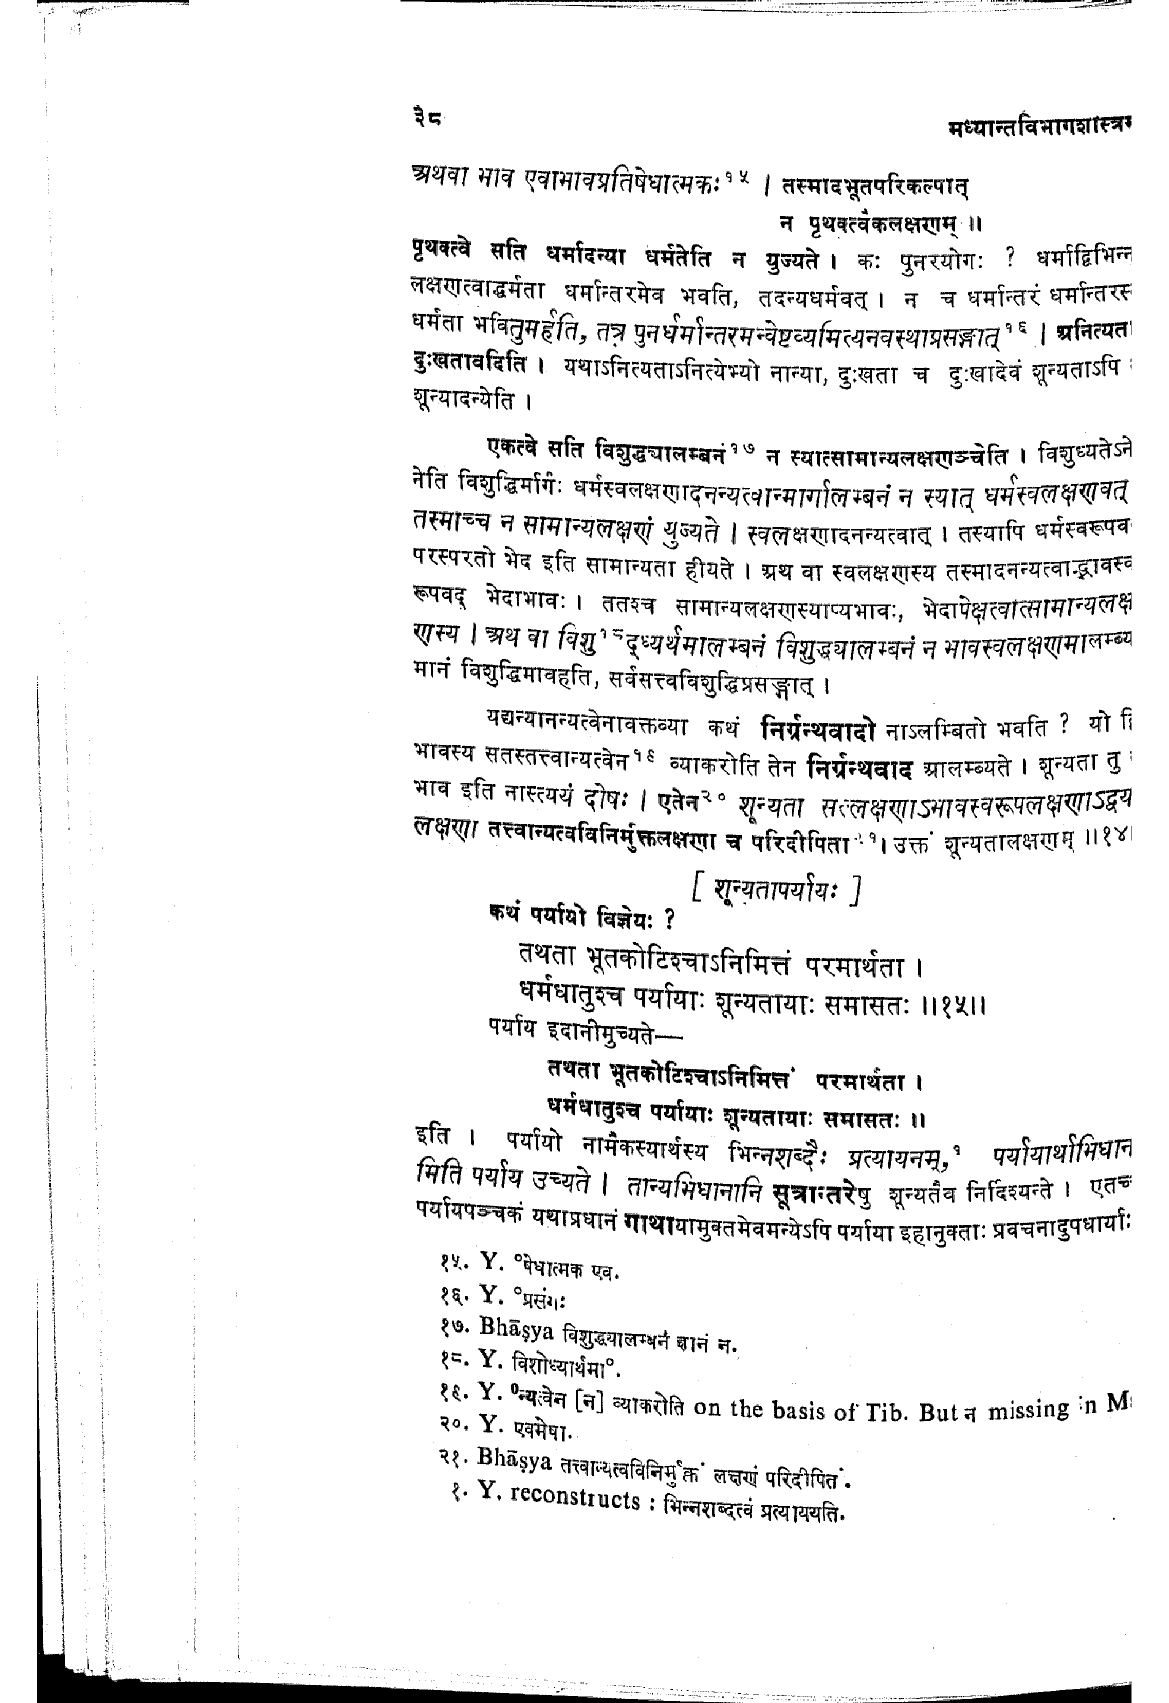 ३८
मध्यान्तविभागशास्त्रम
अथवा भाव एवाभावप्रतिषेधात्मकः१५ । तस्मादभूतपरिकल्पात्
न पृथक्त्वैकलक्षणम् ॥
पृथक्त्वे सति धर्मादन्या धर्मतेति न युज्यते । कः पुनरयोगः ? धर्माद्विभिन्न
लक्षणत्वाद्धर्मता धर्मान्तरमेव भवति, तदन्यधर्मवत् । न च धर्मान्तरं धर्मान्तरस्
धर्मता भवितुमर्हति, तत्र पुनर्धर्मान्तरमन्वेष्टव्यमित्यनवस्थाप्रसङ्गात्१६ । अनित्यता
दुःखतावदिति । यथाऽनित्यताऽनित्येभ्यो नान्या, दुःखता च दुःखादेवं शून्यताऽपि
शून्यादन्येति ।
एकत्वे सति विशुद्ध्यालम्बनं१७ न स्यात्सामान्यलक्षणञ्चेति । विशुध्यतेऽने
नेति विशुद्धिर्मार्गः धर्मस्वलक्षणादनन्यत्वान्मार्गालम्बनं न स्यात् धर्मस्वलक्षणवत्
तस्माच्च न सामान्यलक्षणं युज्यते । स्वलक्षणादनन्यत्वात् । तस्यापि धर्मस्वरूपव
परस्परतो भेद इति सामान्यता हीयते । अथ वा स्वलक्षणस्य तस्मादनन्यत्वाद्भावस्व
रूपवद् भेदाभावः । ततश्च सामान्यलक्षणस्याप्यभावः, भेदापेक्षत्वात्सामान्यलक्ष
णस्य । अथ वा विशु१८द्ध्यर्थमालम्बनं विशुद्ध्यालम्बनं न भावस्वलक्षणमालम्ब्य
मानं विशुद्धिमावहति, सर्वसत्त्वविशुद्धिप्रसङ्गात् ।
यद्यन्यानन्यत्वेनावक्तव्या कथं निर्ग्रन्थवादो नाऽलम्बितो भवति ? यो हि
भावस्य सतस्तत्त्वान्यत्वेन१९ व्याकरोति तेन निर्ग्रन्थवाद आलम्ब्यते । शून्यता तु
भाव इति नास्त्ययं दोषः । एतेन२० शून्यता सल्लक्षणाऽभावस्वरूपलक्षणाऽद्वय
लक्षणा तत्त्वान्यत्वविनिर्मुक्तलक्षणा च परिदीपिता२१। उक्तं शून्यतालक्षणम् ॥१४
[ शून्यतापर्यायः ]
कथं पर्यायो विज्ञेयः ?
तथता भूतकोटिश्चाऽनिमित्तं परमार्थता ।
धर्मधातुश्च पर्यायाः शून्यतायाः समासतः ॥१५॥
पर्याय इदानीमुच्यते—
तथता भूतकोटिश्चाऽनिमित्तं परमार्थता ।
धर्मधातुश्च पर्यायाः शून्यतायाः समासतः ॥
इति । पर्यायो नामैकस्यार्थस्य भिन्नशब्दैः प्रत्यायनम्,१ पर्यायार्थाभिधान
मिति पर्याय उच्यते । तान्यभिधानानि सूत्रान्तरेषु शून्यतैव निर्दिश्यन्ते । एतच्च
पर्यायपञ्चकं यथाप्रधानं गाथायामुक्तमेवमन्येऽपि पर्याया इहानुक्ताः प्रवचनादुपधार्याः
१५. Y. °षेधात्मक एव.
१६. Y. °प्रसंगः
१७. Bhāṣya विशुद्धयालम्बनं ज्ञानं न.
१८. Y. विशोध्यार्थमा°.
१९. Y. °न्यत्वेन [न] व्याकरोति on the basis of Tib. But न missing in M
२०. Y. एवमेषा.
२१. Bhāṣya तत्त्वान्यत्वविनिर्मुक्तं लक्षणं परिदीपितं.
१. Y. reconstructs : भिन्नशब्दत्वं प्रत्याययति.